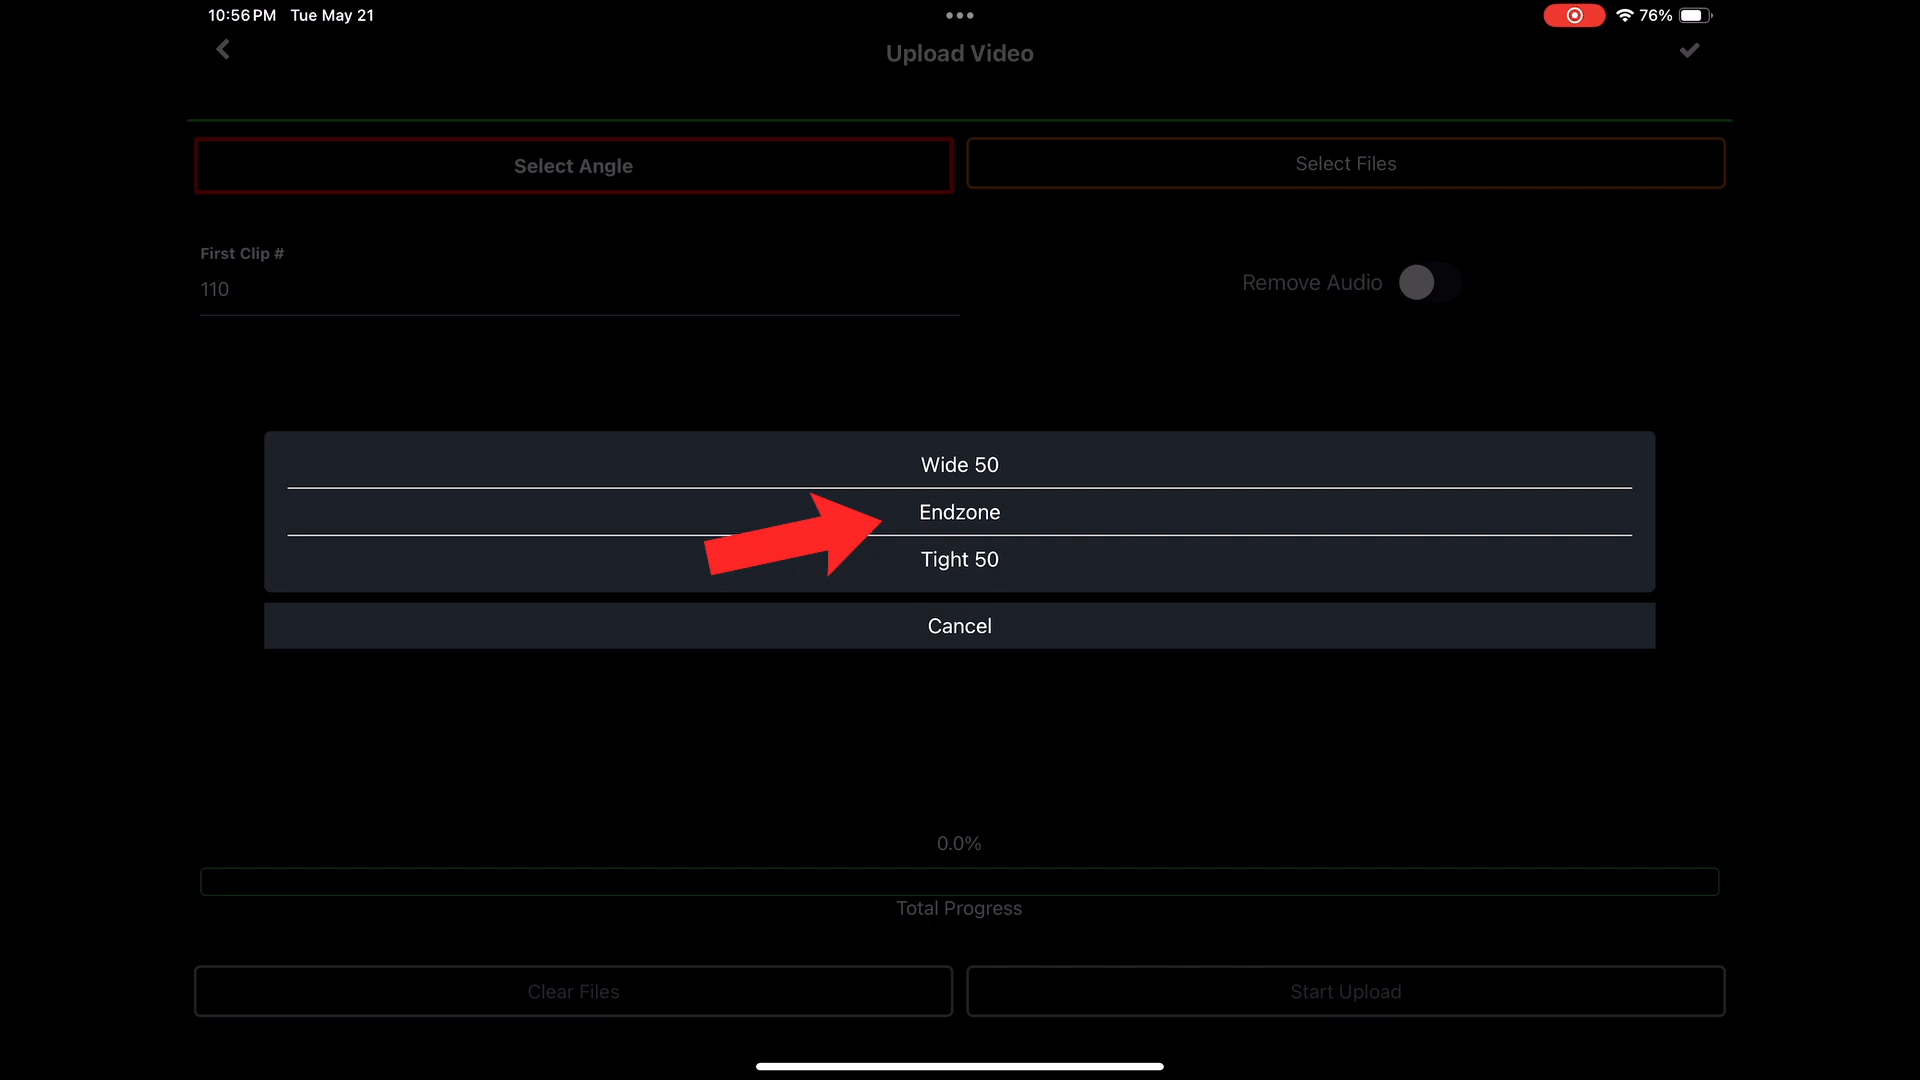 10:56 PM Tue May 21
76%
Upload Video
Select Angle
Select Files
First Clip #
110
Remove Audio
Wide 50
Endzone
Tight 50
Cancel
0.0%
Total Progress
Clear Files
Start Upload